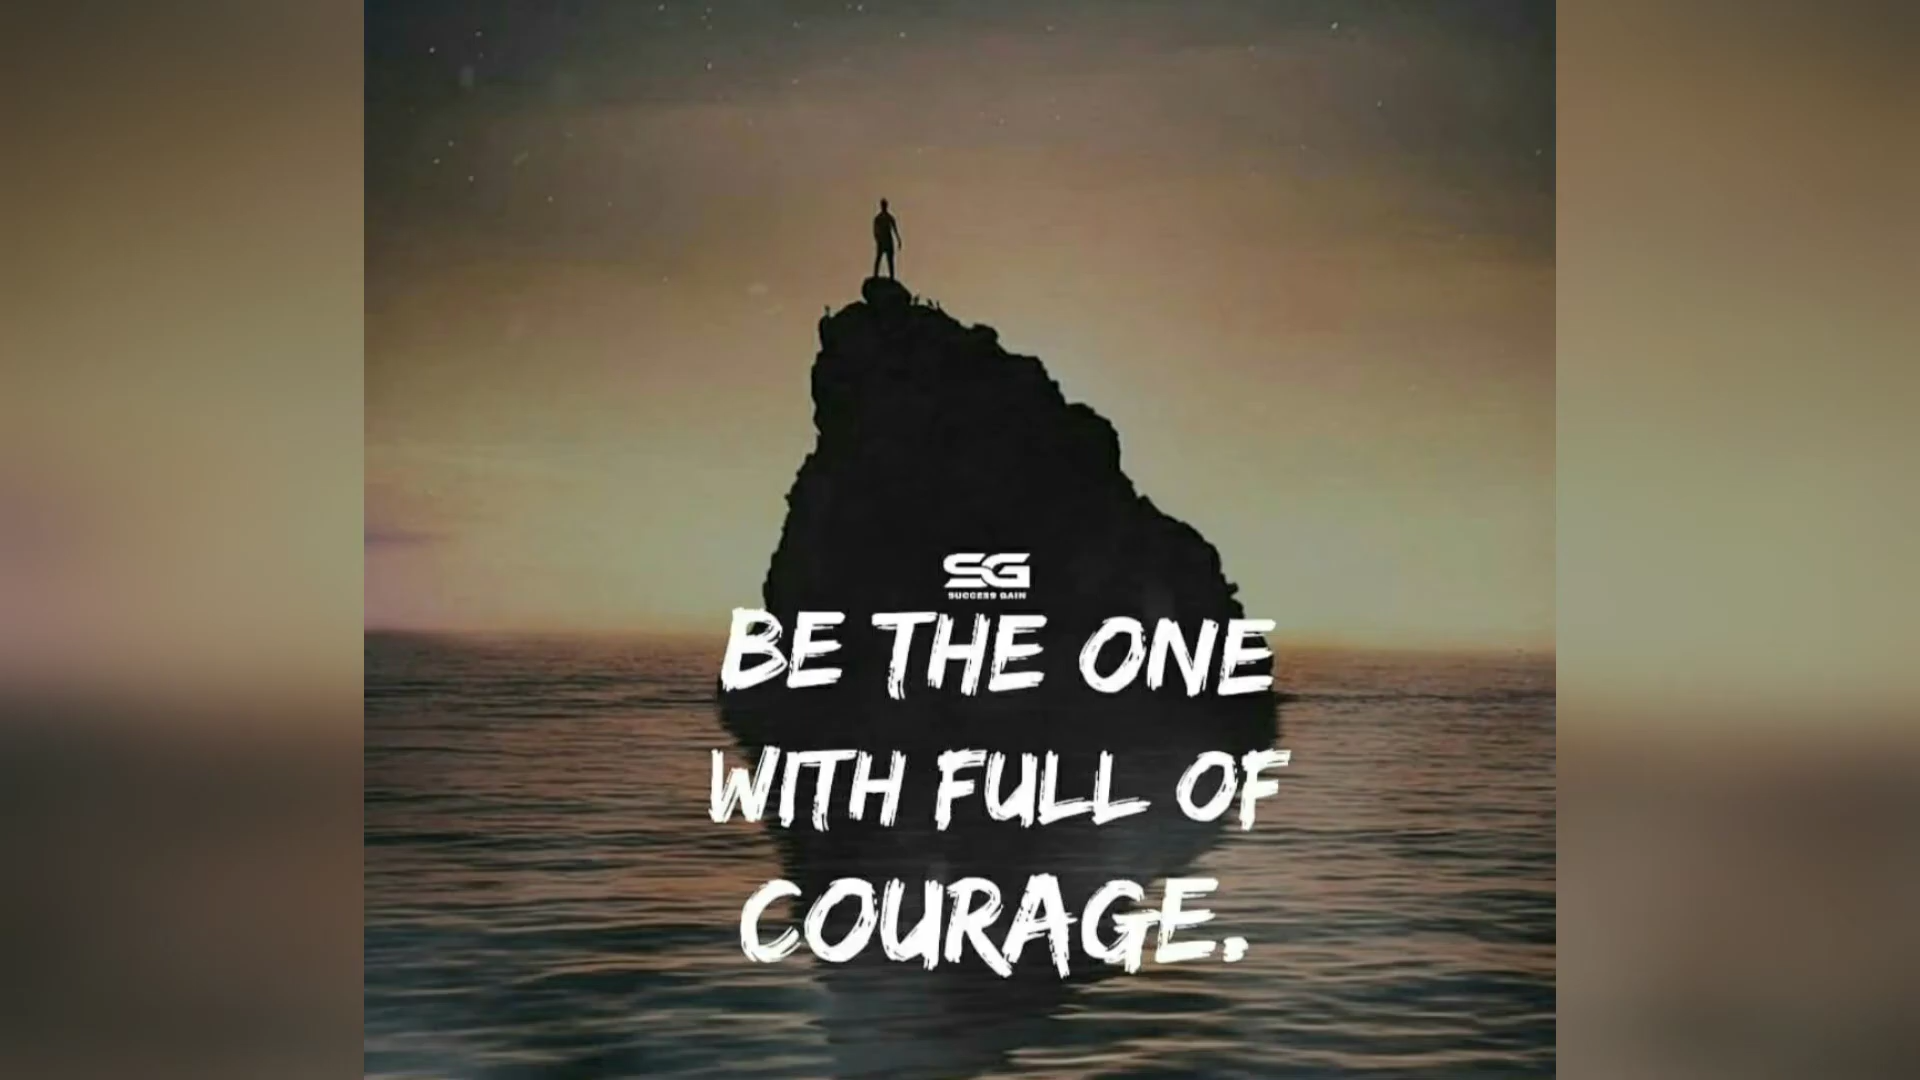 SG
SUCCESS GAIN
BE THE ONE
WITH FULL OF
COURAGE.